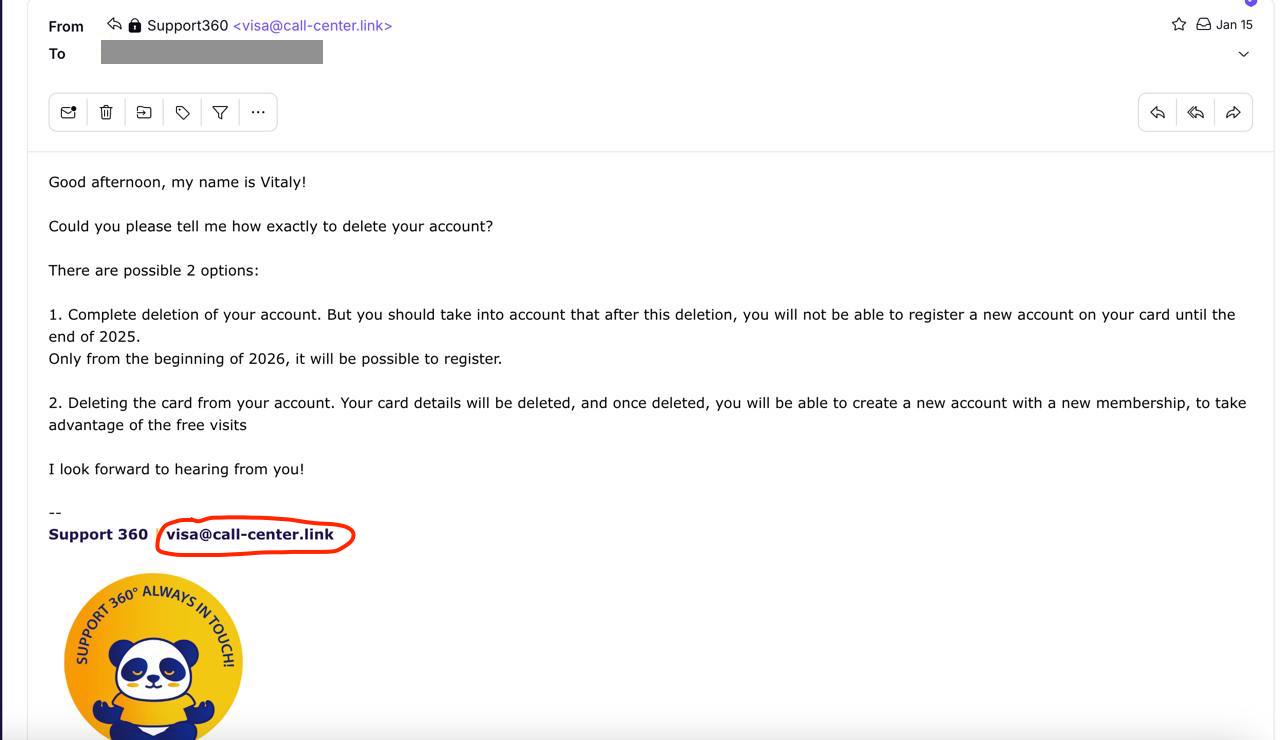 From Support360 <visa@call-center.link> Jan 15
To
Good afternoon, my name is Vitaly!
Could you please tell me how exactly to delete your account?
There are possible 2 options:
1. Complete deletion of your account. But you should take into account that after this deletion, you will not be able to register a new account on your card until the
end of 2025.
Only from the beginning of 2026, it will be possible to register.
2. Deleting the card from your account. Your card details will be deleted, and once deleted, you will be able to create a new account with a new membership, to take
advantage of the free visits
I look forward to hearing from you!
--
Support 360 | visa@call-center.link
SUPPORT 360° ALWAYS IN TOUCH!